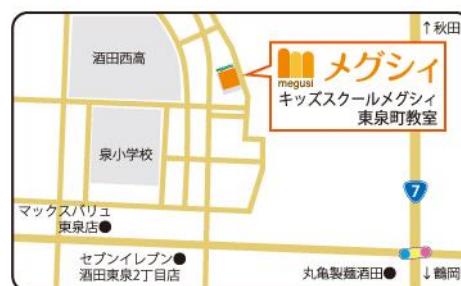 ↑秋田
酒田西高
メグシィ
megusi
キッズスクールメグシィ
東泉町教室
泉小学校
7
マックスバリュ
東泉店●
セブンイレブン●
酒田東泉2丁目店
丸亀製麺酒田●
↓鶴岡